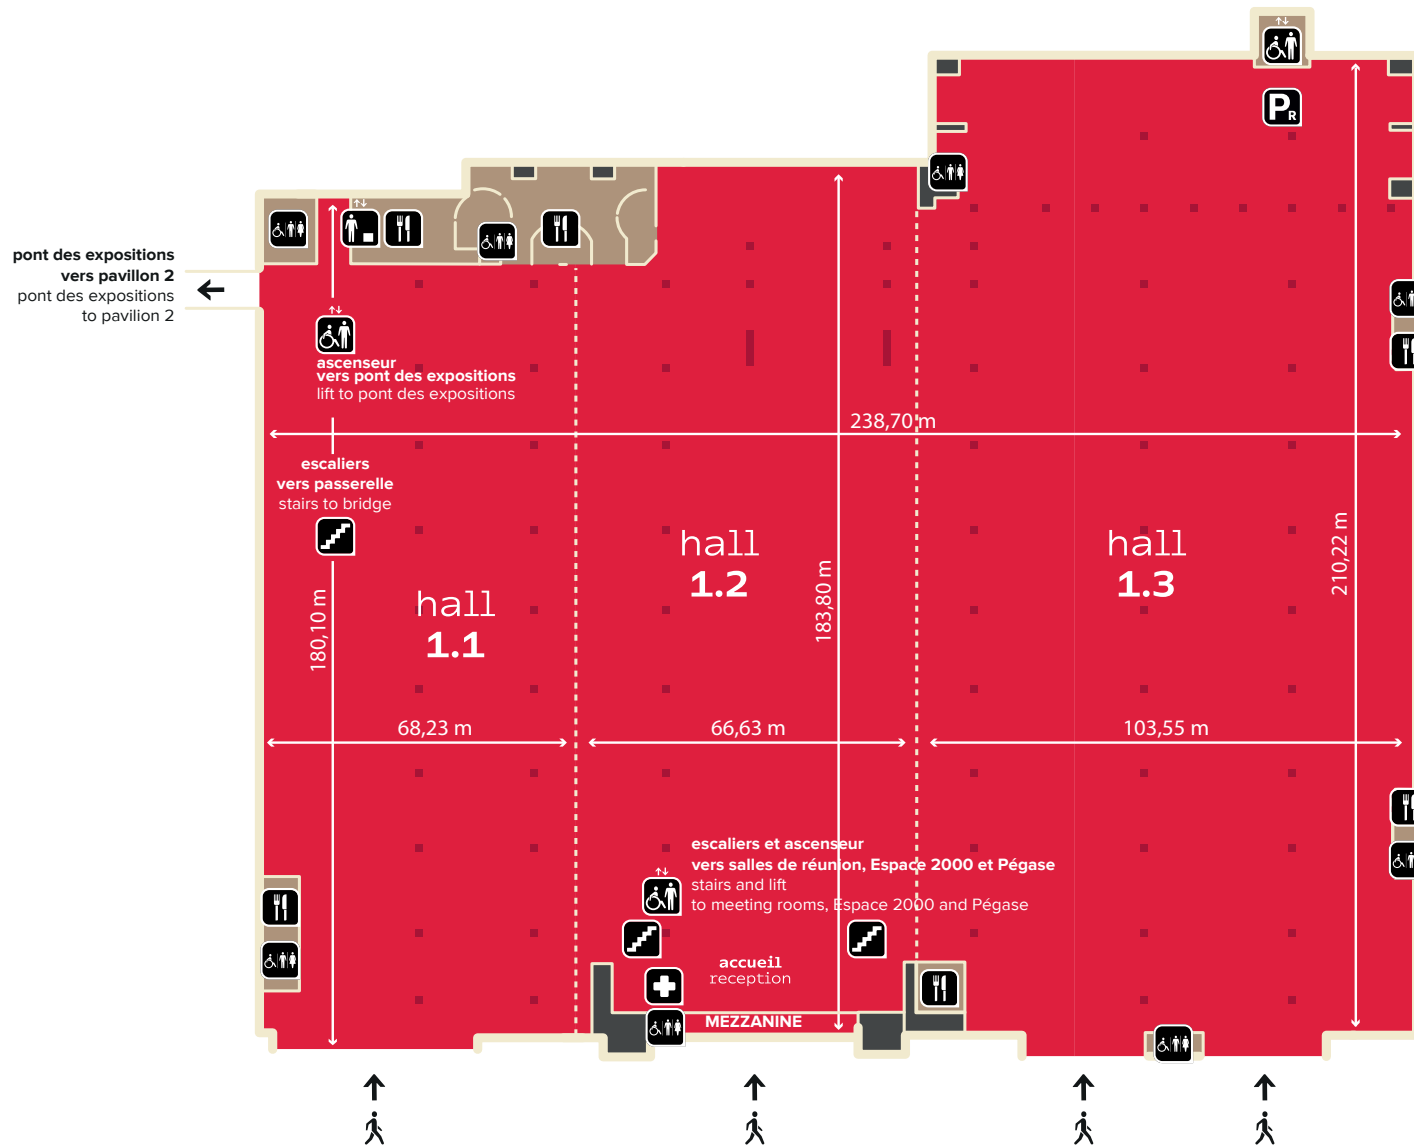 P
R
pont des expositions
vers pavillon 2
pont des expositions
to pavilion 2
ascenseur
vers pont des expositions
lift to pont des expositions
238,70 m
escaliers
vers passerelle
stairs to bridge
hall
1.1
hall
1.2
hall
1.3
180,10 m
183,80 m
210,22 m
68,23 m
66,63 m
103,55 m
escaliers et ascenseur
vers salles de réunion, Espace 2000 et Pégase
stairs and lift
to meeting rooms, Espace 2000 and Pégase
accueil
reception
MEZZANINE